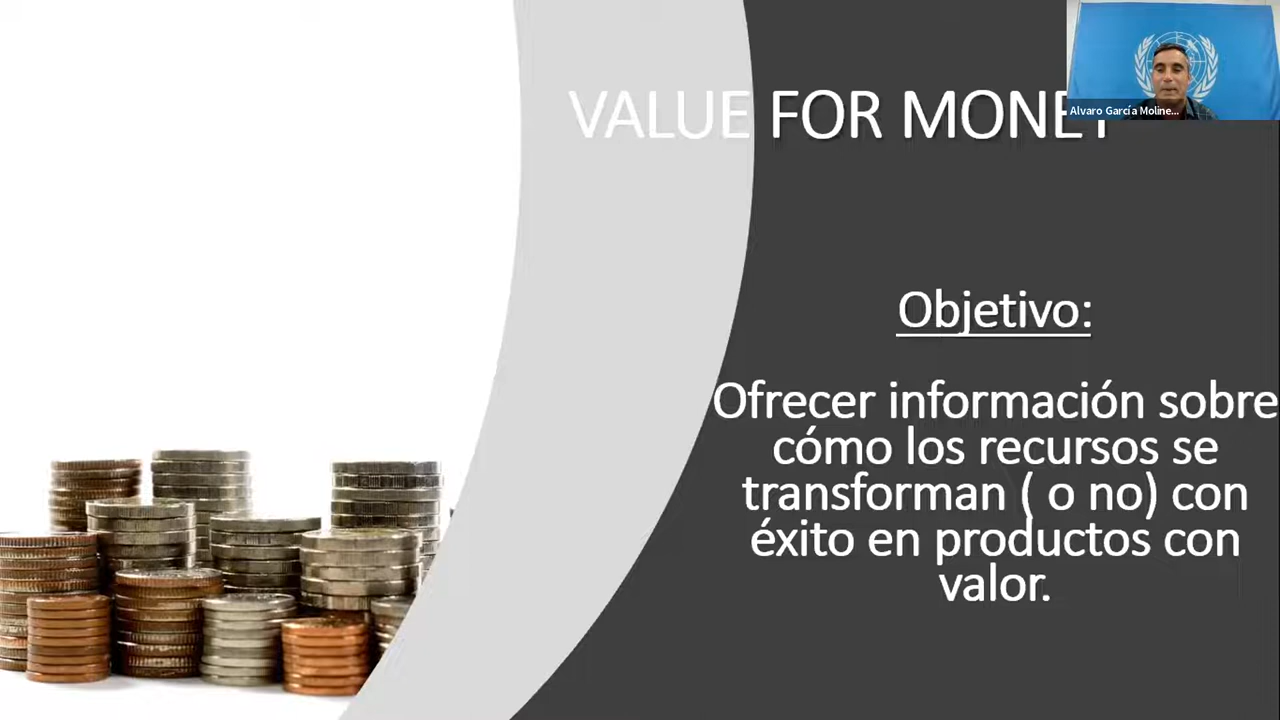 VALUE FOR MONEY
Alvaro García Moline...
Objetivo:
Ofrecer información sobre
cómo los recursos se
transforman ( o no) con
éxito en productos con
valor.